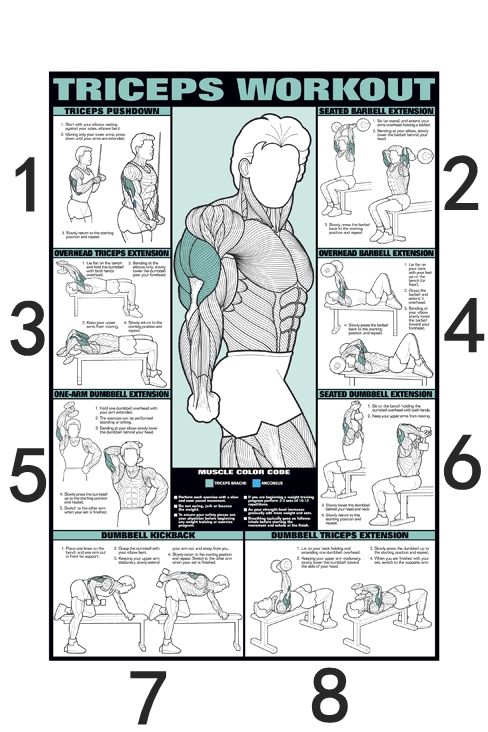 TRICEPS WORKOUT
TRICEPS PUSHDOWN
1. Start with your elbows resting
against your sides, elbows bent.
2. Moving only your lower arms, press
down until your arms are extended.
3. Slowly return to the starting
position and repeat.
1
SEATED BARBELL EXTENSION
1. Sit (or stand) and extend your
arms overhead holding a barbell.
2. Bending at your elbows, slowly
lower the barbell behind your
head.
3. Slowly press the barbell
back to the starting
position and repeat.
2
OVERHEAD TRICEPS EXTENSION
1. Lie flat on the bench
and hold the dumbbell
with both hands
overhead.
2. Bending at the
elbows only, slowly
lower the dumbbell
past your forehead.
3. Keep your upper
arms from moving.
4. Slowly return to the
starting position and
repeat.
3
OVERHEAD BARBELL EXTENSION
1. Lie flat on
your back
with your feet
up on the
bench (or
floor).
2. Grasp the
barbell and
extend it
overhead.
3. Bending at
your elbows
slowly lower
the barbell
toward your
forehead.
4. Slowly press the barbell
back to the starting
position and repeat.
4
ONE-ARM DUMBBELL EXTENSION
1. Hold one dumbbell overhead with
your arm extended.
2. The exercise can be performed
standing or sitting.
3. Bending at your elbow slowly lower
the dumbbell behind your head.
4. Slowly press the dumbbell
up to the starting position
and repeat.
5. Switch to the other
arm when your set is
finished.
5
SEATED DUMBBELL EXTENSION
1. Sit on the bench holding the
dumbbell overhead with both hands.
2. Keep your upper arms from moving.
3. Slowly lower the dumbbell
behind your head and neck.
4. Slowly return to the
starting position
and repeat.
6
MUSCLE COLOR CODE
TRICEPS BRACHII
ANCONEUS
Perform each exercise with a slow
and even paced movement.
Do not swing, jerk or bounce
the weight.
To ensure your safety please see
your physician before beginning
any weight training or exercise
program.
If you are beginning a weight training
program perform 2-3 sets of 10-12
repetitions.
As your strength level increases
gradually add more weight and sets.
Breathing typically goes as follows:
inhale before starting the
movement and exhale at the finish.
DUMBBELL KICKBACK
1. Place one knee on the
bench and one arm out
in front for support.
2. Grasp the dumbbell with
your elbow bent.
3. Keeping your upper arm
stationary slowly extend
your arm out and away from you.
4. Slowly return to the starting position
and repeat. Switch to the other arm
when your set is finished.
DUMBBELL TRICEPS EXTENSION
1. Lie on your back holding and
extending one dumbbell overhead.
2. Keeping your upper arm stationary,
slowly lower the dumbbell toward
the side of your head.
3. Slowly press the dumbbell up to
the starting position and repeat.
4. When you are finished with your
set, switch to the opposite arm.
7
8